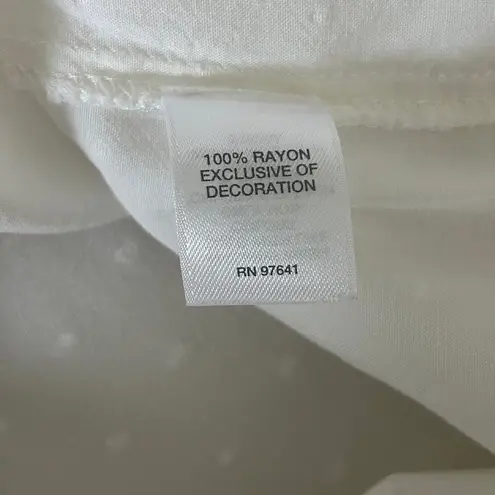 100% RAYON
EXCLUSIVE OF
DECORATION
RN 97641